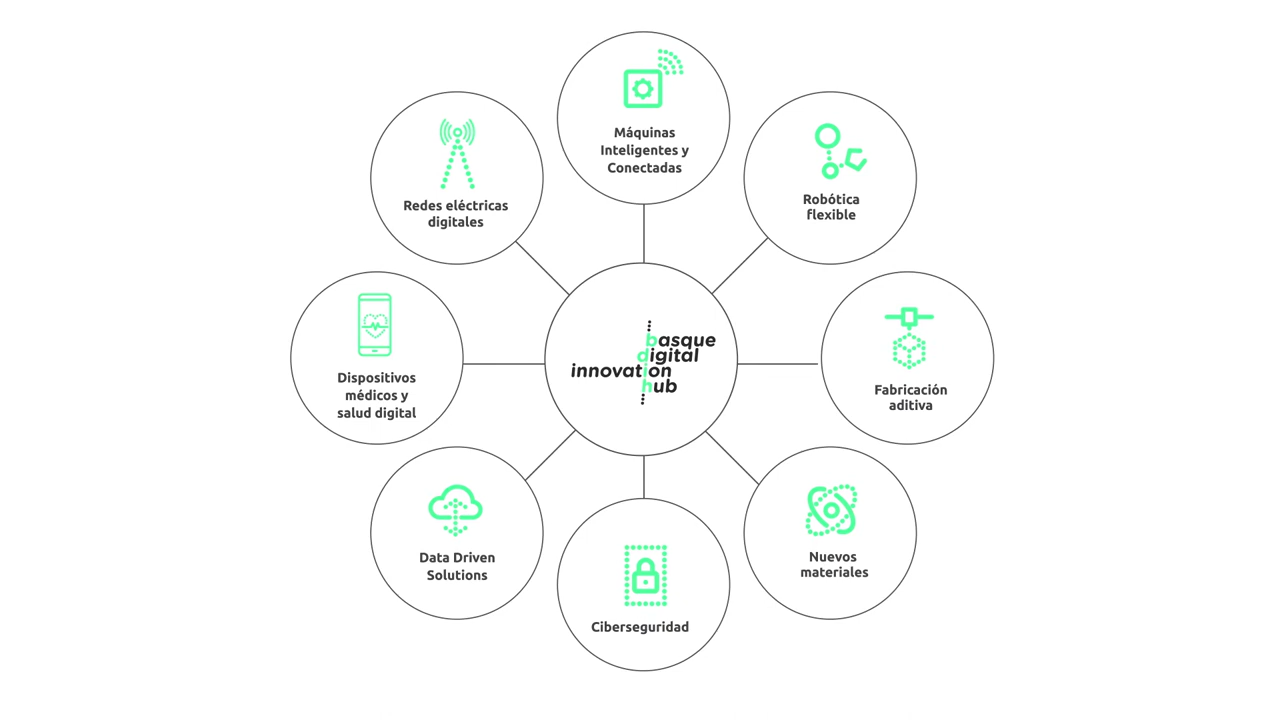 Máquinas
Inteligentes y
Conectadas
Redes eléctricas
digitales
Robótica
flexible
basque
digital
innovation
hub
Dispositivos
médicos y
salud digital
Fabricación
aditiva
Data Driven
Solutions
Nuevos
materiales
Ciberseguridad